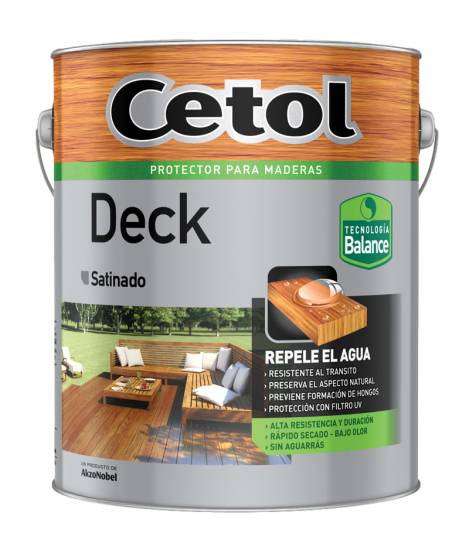 Cetol
PROTECTOR PARA MADERAS
Deck
Satinado
TECNOLOGÍA
Balance
REPELE EL AGUA
› RESISTENTE AL TRANSITO
› PRESERVA EL ASPECTO NATURAL
› PREVIENE FORMACIÓN DE HONGOS
› PROTECCIÓN CON FILTRO UV
› ALTA RESISTENCIA Y DURACIÓN
› RÁPIDO SECADO - BAJO OLOR
› SIN AGUARRÁS
UN PRODUCTO DE
AkzoNobel